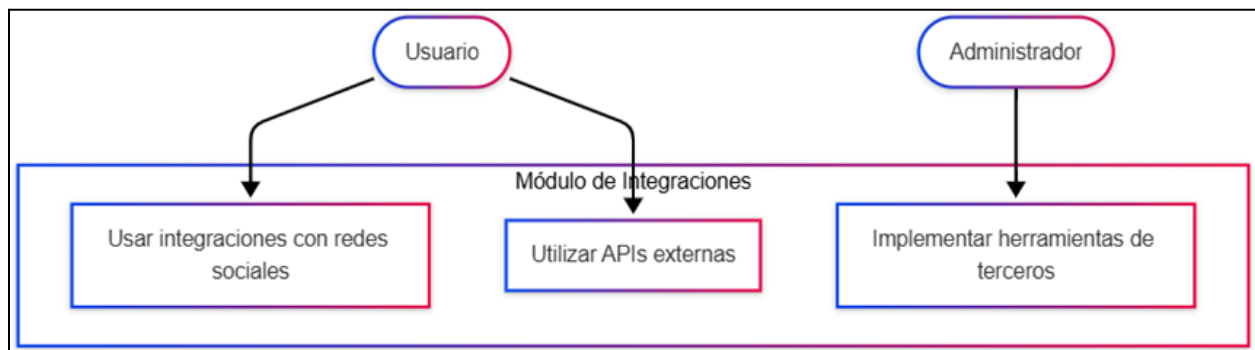 Usuario
Administrador
Módulo de Integraciones
Usar integraciones con redes
sociales
Utilizar APIs externas
Implementar herramientas de
terceros